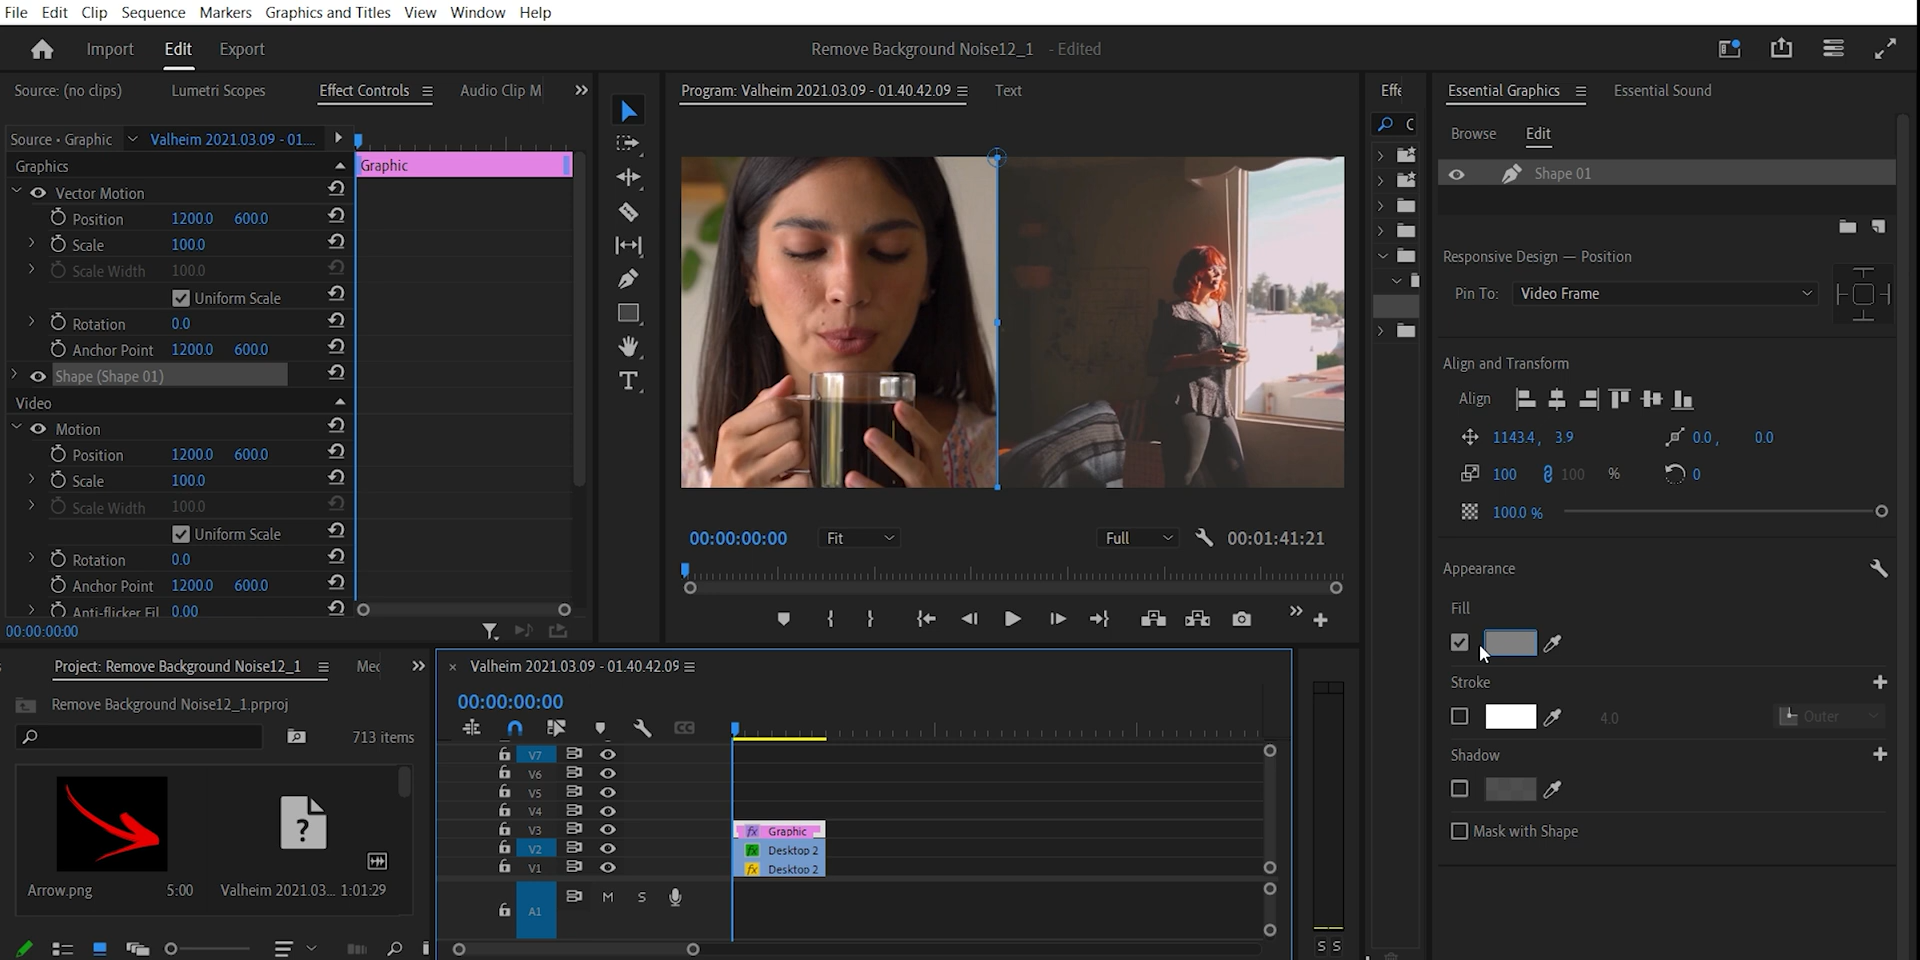 File Edit Clip Sequence Markers Graphics and Titles View Window Help
Import Edit Export
Remove Background Noise12_1 - Edited
Source: (no clips) Lumetri Scopes Effect Controls Audio Clip M
Source • Graphic Valheim 2021.03.09 - 01....
Graphic
Graphics
Vector Motion
Position 1200.0 600.0
Scale 100.0
Scale Width 100.0
Uniform Scale
Rotation 0.0
Anchor Point 1200.0 600.0
Shape (Shape 01)
Video
Motion
Position 1200.0 600.0
Scale 100.0
Scale Width 100.0
Uniform Scale
Rotation 0.0
Anchor Point 1200.0 600.0
Anti-flicker Fil 0.00
00:00:00:00
Program: Valheim 2021.03.09 - 01.40.42.09 Text
00:00:00:00 Fit Full 00:01:41:21
Effe
C
Essential Graphics Essential Sound
Browse Edit
Shape 01
Responsive Design — Position
Pin To: Video Frame
Align and Transform
Align
1143.4 , 3.9 0.0 , 0.0
100 100 % 0
100.0 %
Appearance
Fill
Stroke
4.0 Outer
Shadow
Mask with Shape
Project: Remove Background Noise12_1 Mec
Remove Background Noise12_1.prproj
713 items
Arrow.png 5:00
Valheim 2021.03... 1:01:29
× Valheim 2021.03.09 - 01.40.42.09
00:00:00:00
CC
V7
V6
V5
V4
V3 fx Graphic
V2 fx Desktop 2
V1 fx Desktop 2
A1 M S
S S